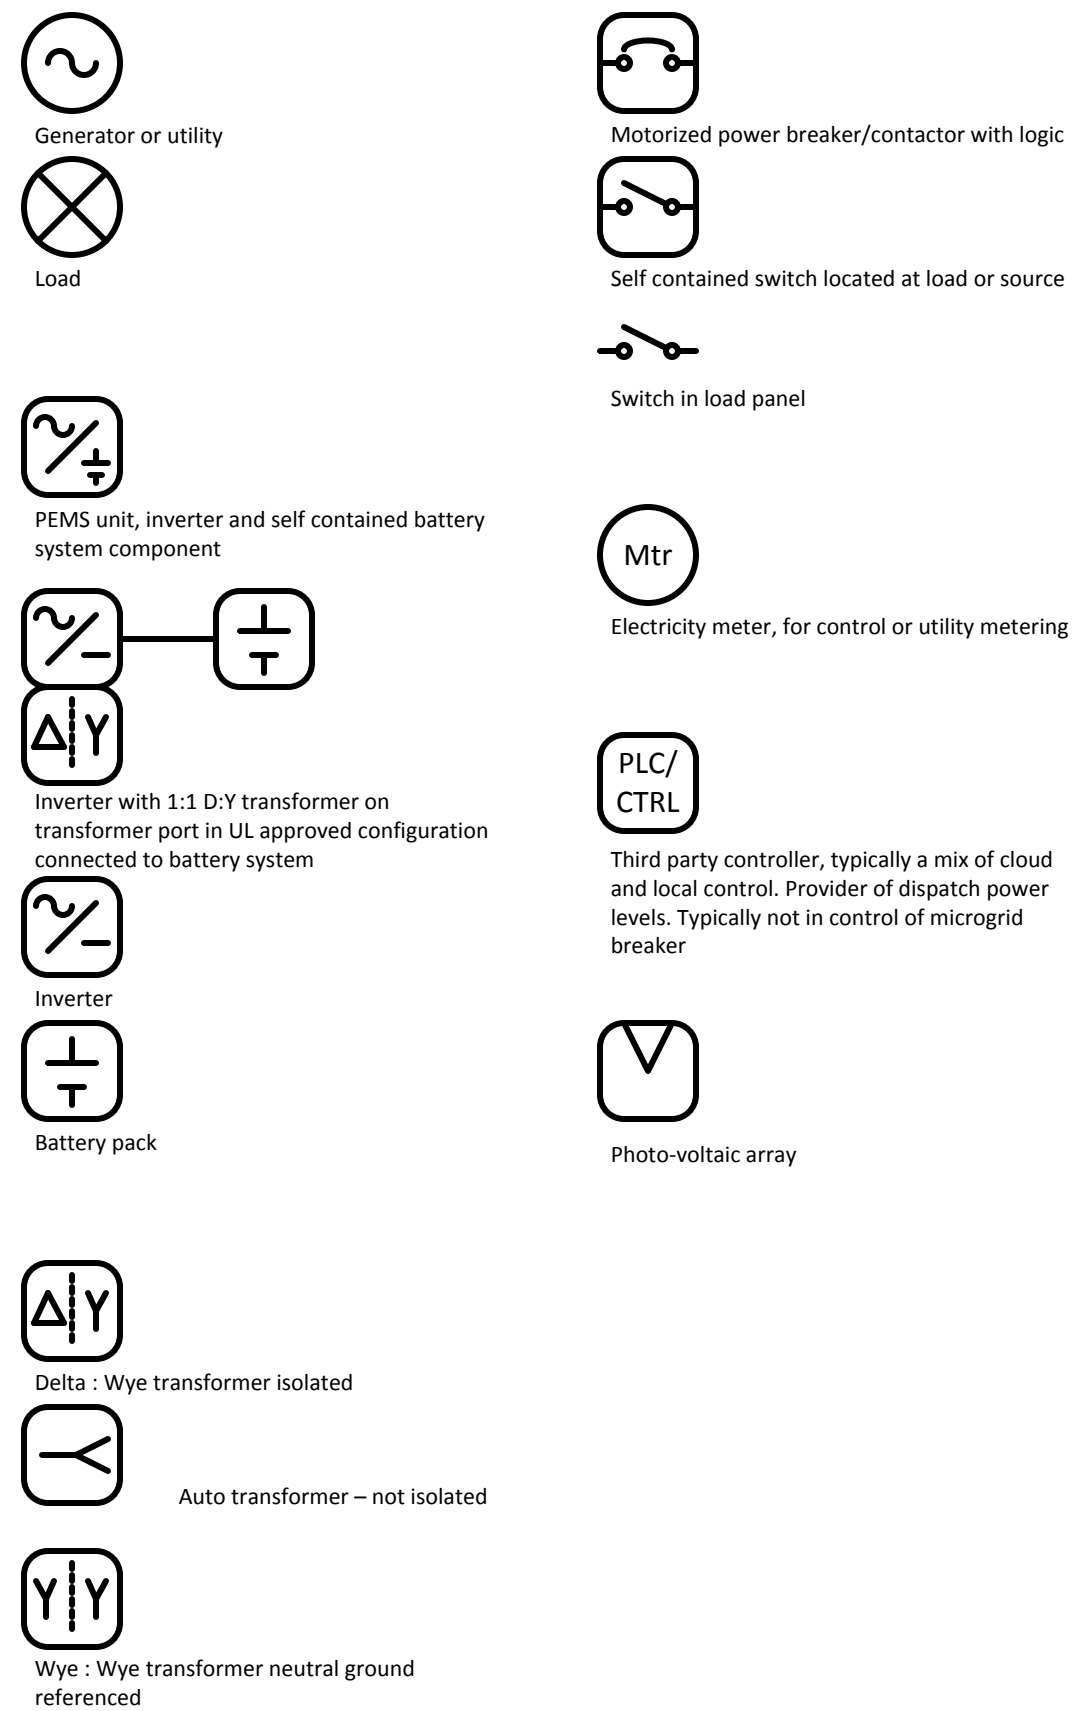 Generator or utility
Load
PEMS unit, inverter and self contained battery
system component
Δ Y
Inverter with 1:1 D:Y transformer on
transformer port in UL approved configuration
connected to battery system
Inverter
Battery pack
Δ Y
Delta : Wye transformer isolated
Auto transformer – not isolated
Y Y
Wye : Wye transformer neutral ground
referenced
Motorized power breaker/contactor with logic
Self contained switch located at load or source
Switch in load panel
Mtr
Electricity meter, for control or utility metering
PLC/
CTRL
Third party controller, typically a mix of cloud
and local control. Provider of dispatch power
levels. Typically not in control of microgrid
breaker
Photo-voltaic array